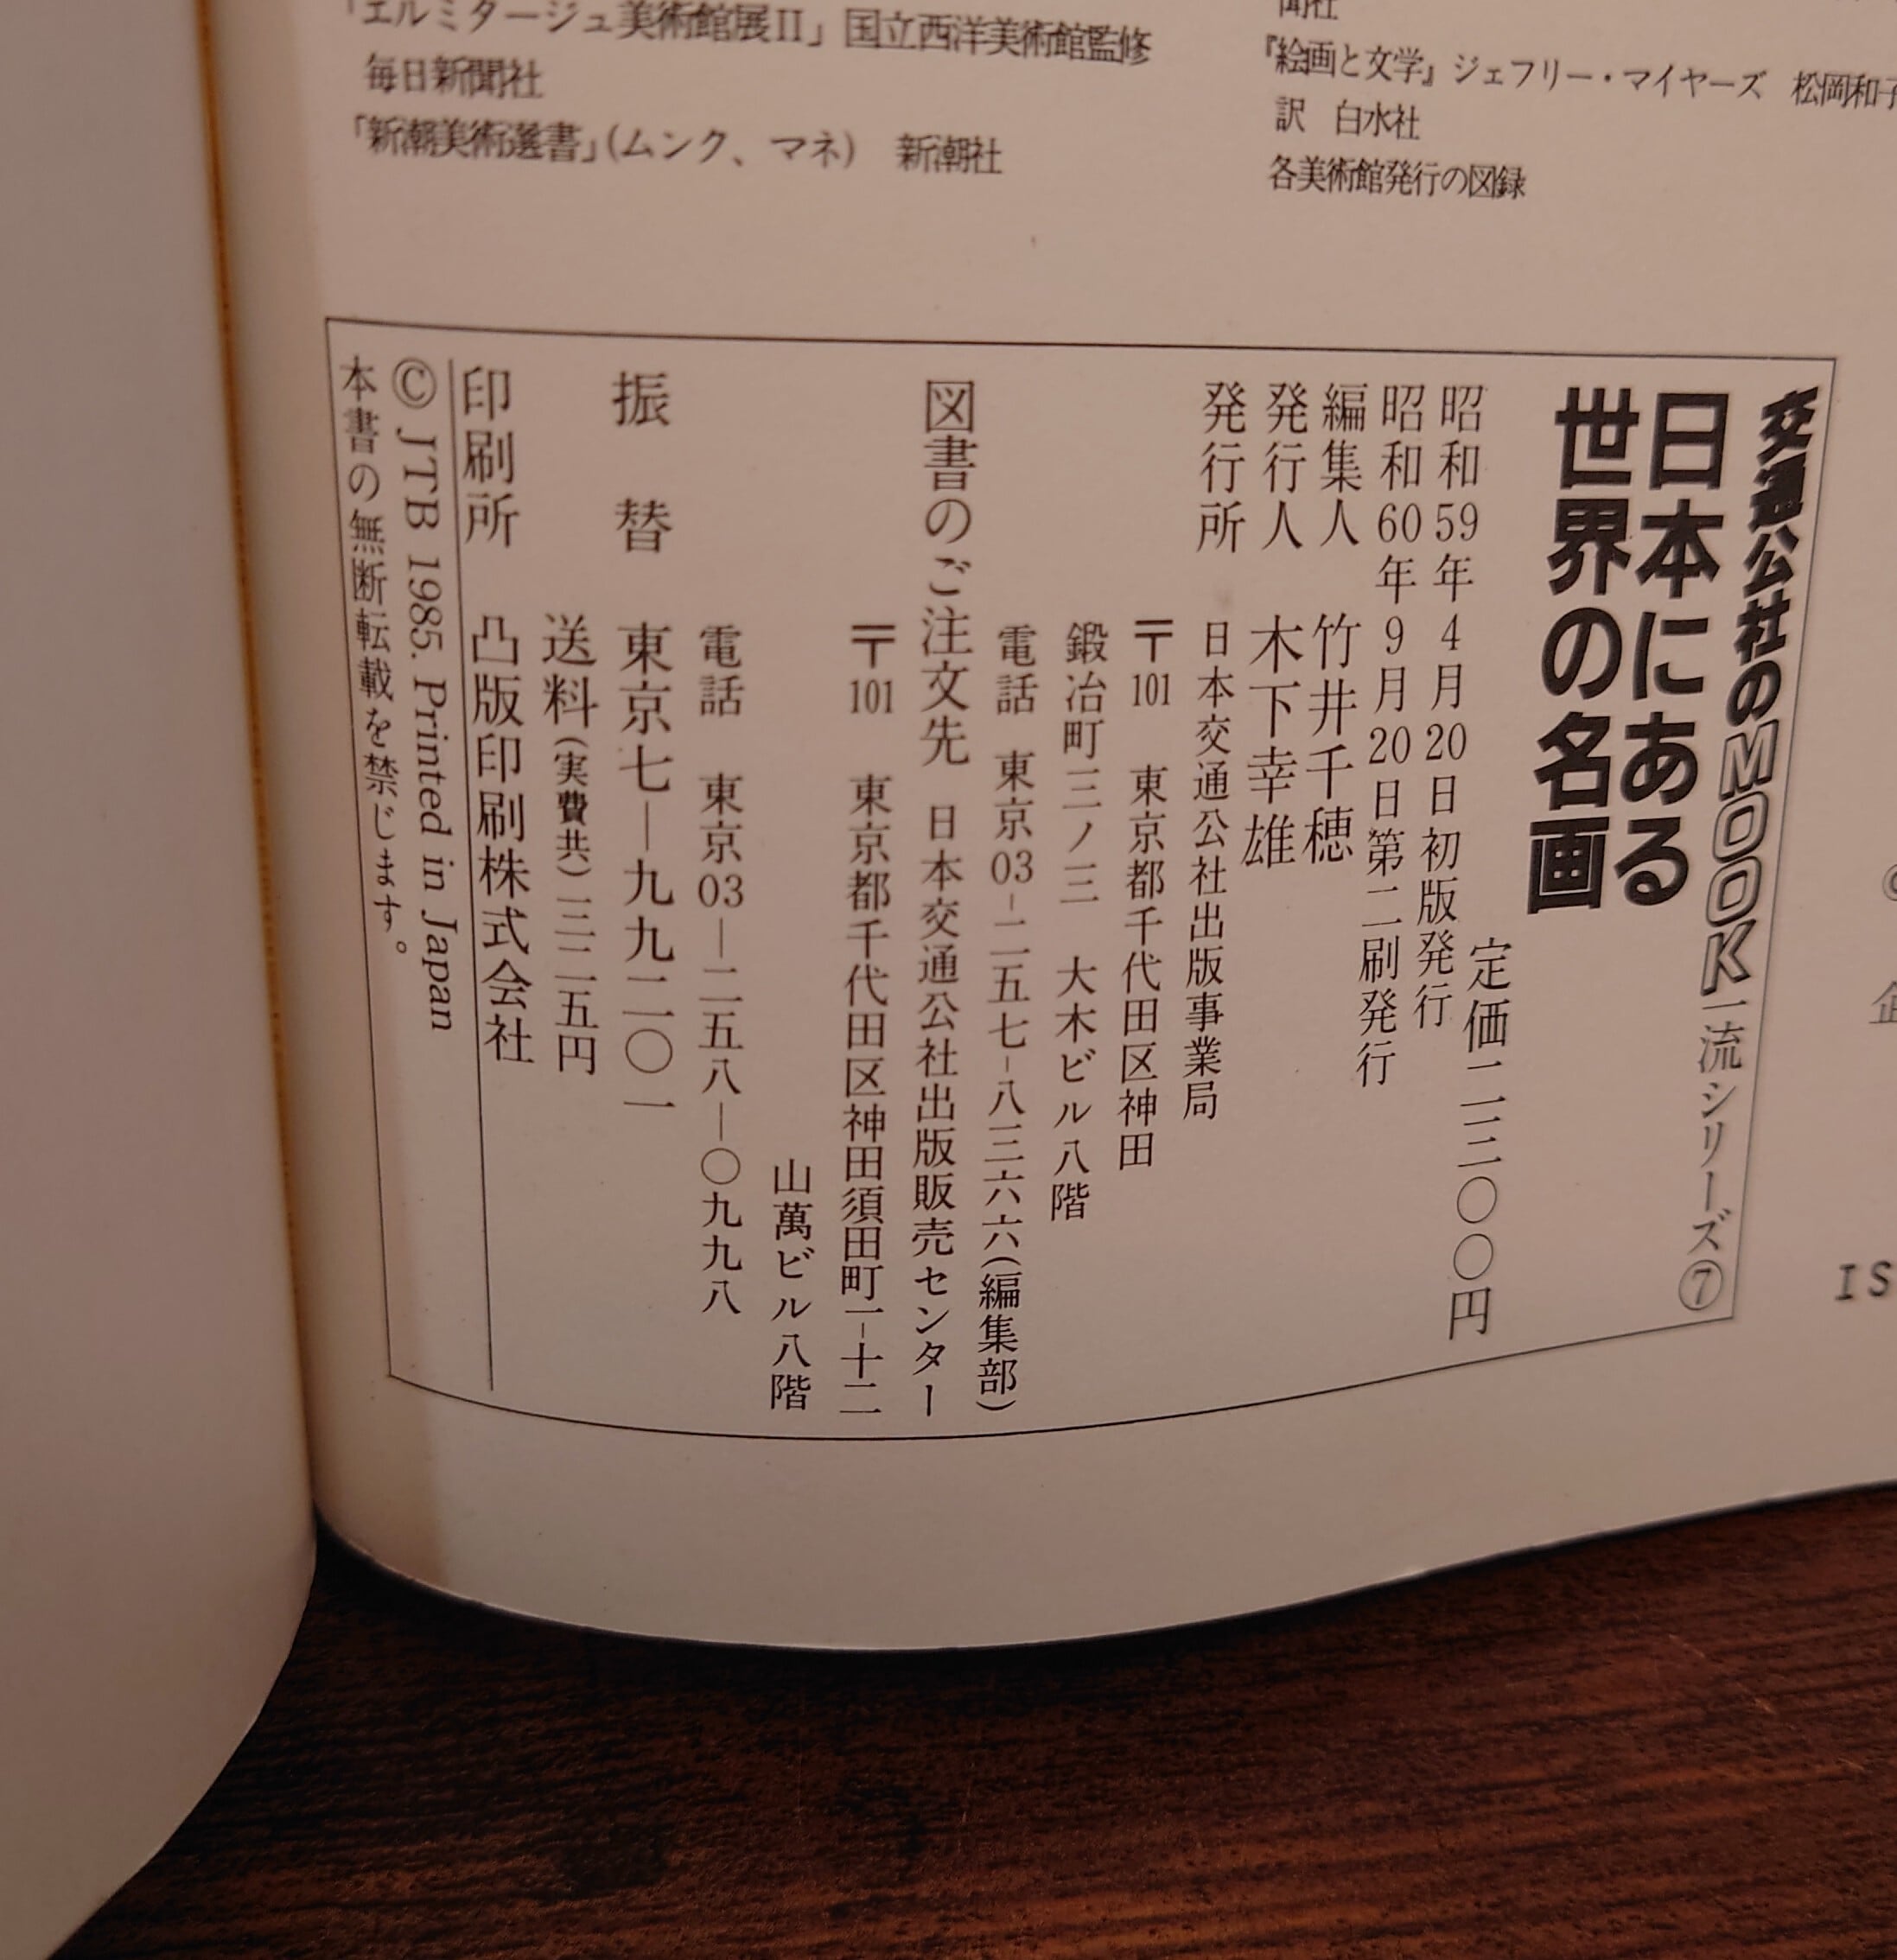 「エルミタージュ美術館展II」国立西洋美術館監修
毎日新聞社
「新潮美術選書」(ムンク、マネ)　新潮社
聞社
『絵画と文学』ジェフリー・マイヤーズ　松岡和子
訳　白水社
各美術館発行の図録
IS
交通公社のMOOK一流シリーズ⑦
日本にある
世界の名画
定価二二〇〇円
昭和59年4月20日初版発行
昭和60年9月20日第二刷発行
編集人　竹井千穂
発行人　木下幸雄
発行所　日本交通公社出版事業局
〒101　東京都千代田区神田
鍛冶町三ノ三　大木ビル八階
電話　東京03-二五七-八三六六(編集部)
図書のご注文先　日本交通公社出版販売センター
〒101　東京都千代田区神田須田町一-十二
山萬ビル八階
電話　東京03―二五八―〇九九八
振替　東京七―九九二〇一
送料(実費共)三二五円
印刷所　凸版印刷株式会社
© JTB 1985. Printed in Japan
本書の無断転載を禁じます。